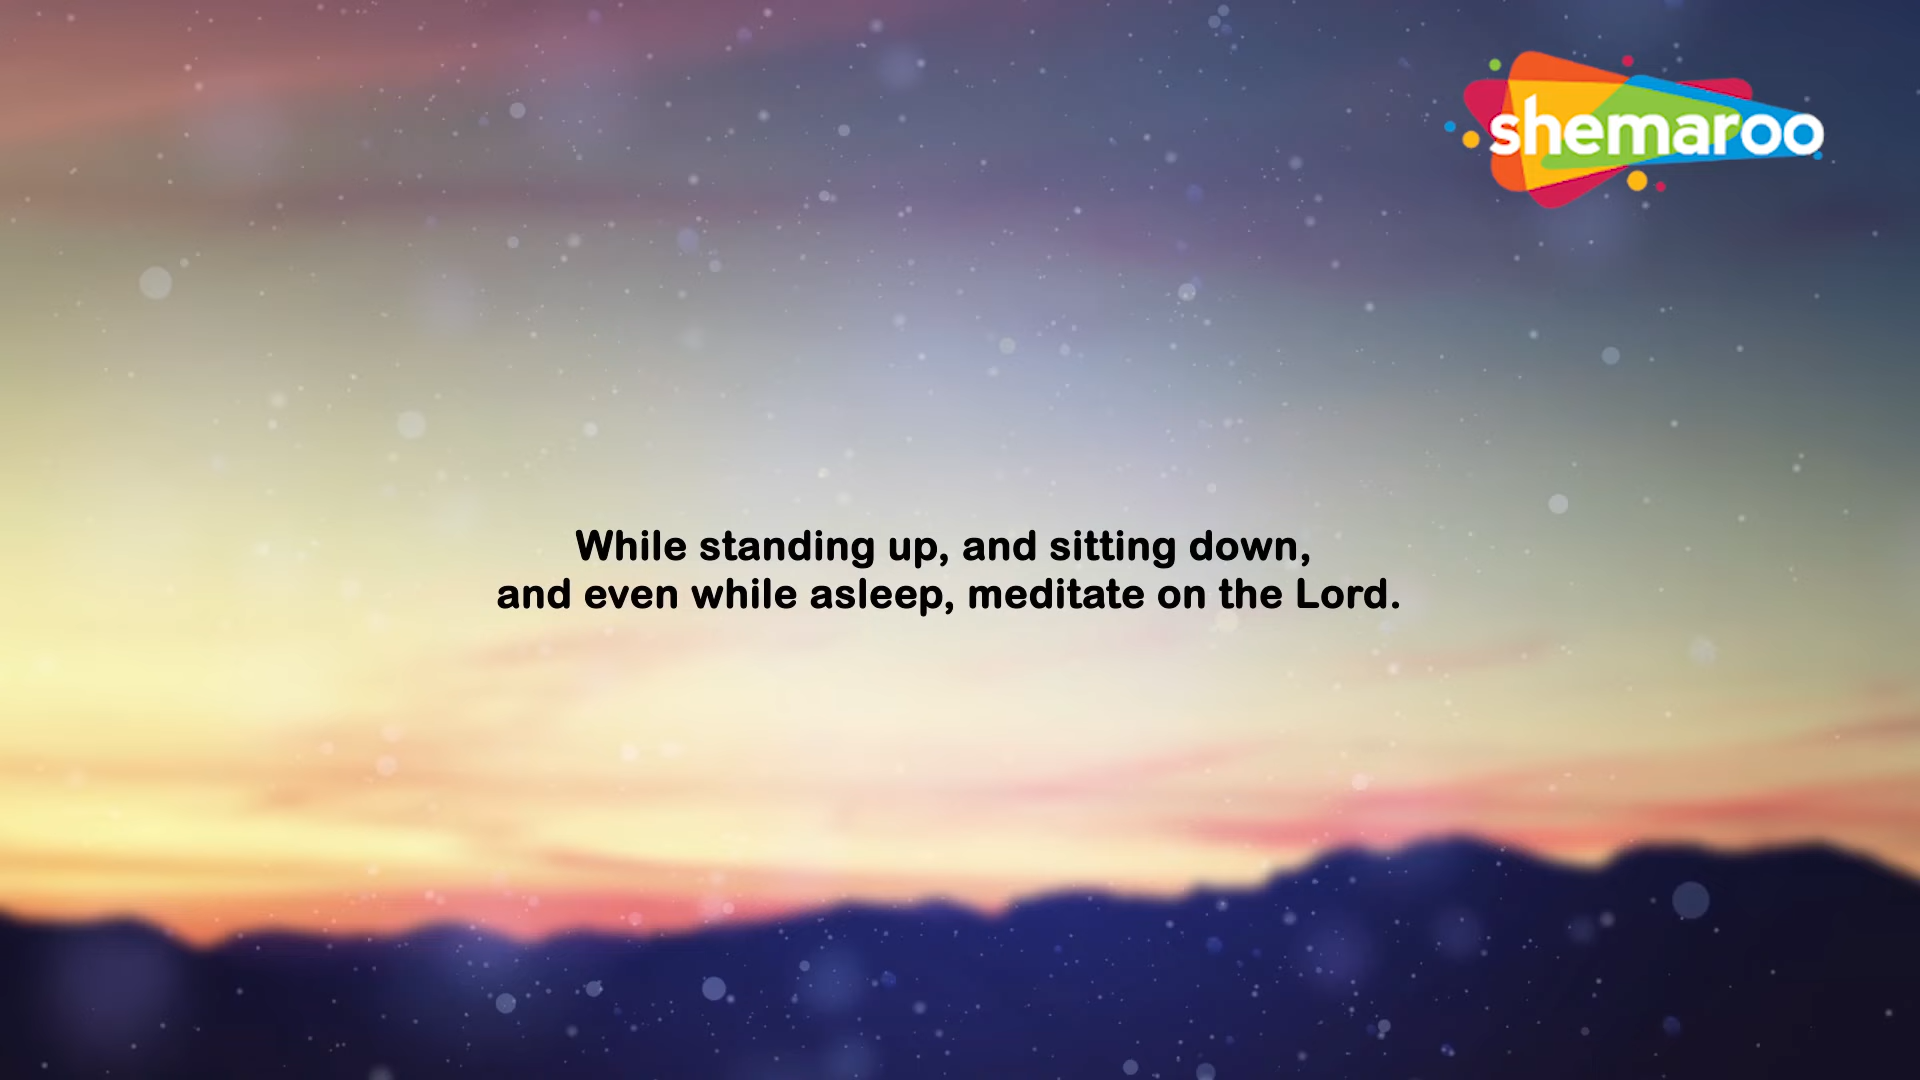 shemaroo
While standing up, and sitting down,
and even while asleep, meditate on the Lord.